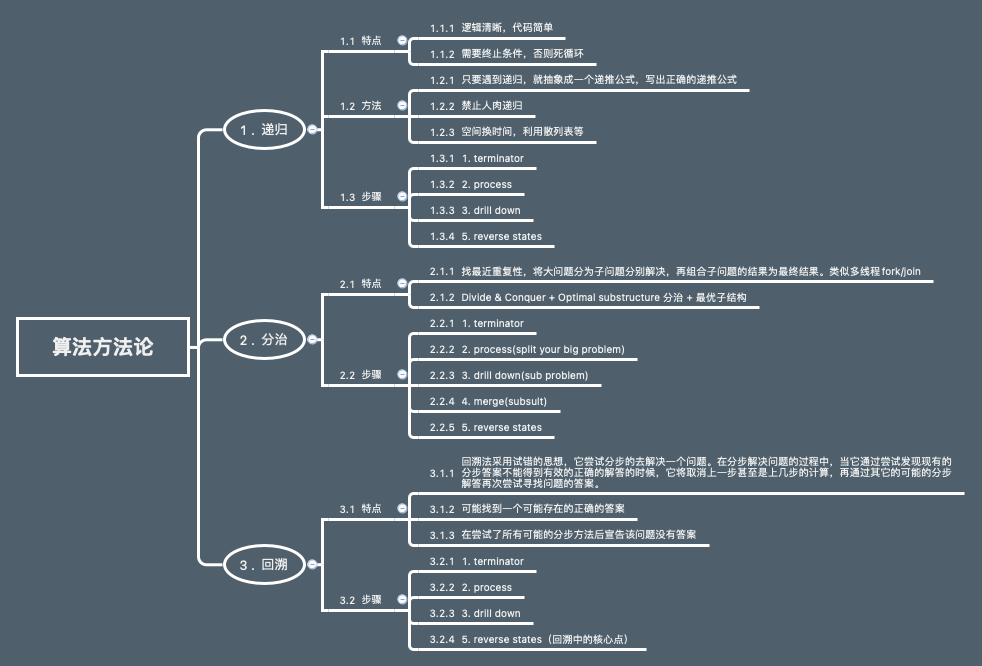 算法方法论
1. 递归
1.1 特点
1.1.1 逻辑清晰，代码简单
1.1.2 需要终止条件，否则死循环
1.2 方法
1.2.1 只要遇到递归，就抽象成一个递推公式，写出正确的递推公式
1.2.2 禁止人肉递归
1.2.3 空间换时间，利用散列表等
1.3 步骤
1.3.1 1. terminator
1.3.2 2. process
1.3.3 3. drill down
1.3.4 5. reverse states
2. 分治
2.1 特点
2.1.1 找最近重复性，将大问题分为子问题分别解决，再组合子问题的结果为最终结果。类似多线程fork/join
2.1.2 Divide & Conquer + Optimal substructure 分治 + 最优子结构
2.2 步骤
2.2.1 1. terminator
2.2.2 2. process(split your big problem)
2.2.3 3. drill down(sub problem)
2.2.4 4. merge(subsult)
2.2.5 5. reverse states
3. 回溯
3.1 特点
3.1.1 回溯法采用试错的思想，它尝试分步的去解决一个问题。在分步解决问题的过程中，当它通过尝试发现现有的
分步答案不能得到有效的正确的解答的时候，它将取消上一步甚至是上几步的计算，再通过其它的可能的分步
解答再次尝试寻找问题的答案。
3.1.2 可能找到一个可能存在的正确的答案
3.1.3 在尝试了所有可能的分步方法后宣告该问题没有答案
3.2 步骤
3.2.1 1. terminator
3.2.2 2. process
3.2.3 3. drill down
3.2.4 5. reverse states（回溯中的核心点）